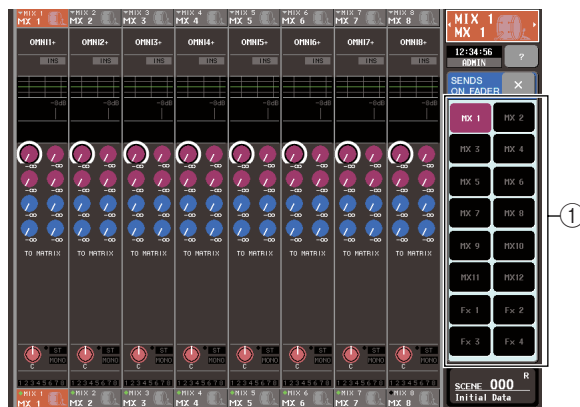 MIX 1 MIX 2 MIX 3 MIX 4 MIX 5 MIX 6 MIX 7 MIX 8
MX 1 MX 2 MX 3 MX 4 MX 5 MX 6 MX 7 MX 8
OMNI1+ OMNI2+ OMNI3+ OMNI4+ OMNI5+ OMNI6+ OMNI7+ OMNI8+
INS INS INS INS INS INS INS INS
-0dB -0dB -0dB -0dB -0dB -0dB -0dB -0dB
-∞ -∞ -∞ -∞ -∞ -∞ -∞ -∞ -∞ -∞ -∞ -∞ -∞ -∞ -∞ -∞
-∞ -∞ -∞ -∞ -∞ -∞ -∞ -∞ -∞ -∞ -∞ -∞ -∞ -∞ -∞ -∞
-∞ -∞ -∞ -∞ -∞ -∞ -∞ -∞ -∞ -∞ -∞ -∞ -∞ -∞ -∞ -∞
-∞ -∞ -∞ -∞ -∞ -∞ -∞ -∞ -∞ -∞ -∞ -∞ -∞ -∞ -∞ -∞
TO MATRIX TO MATRIX TO MATRIX TO MATRIX TO MATRIX TO MATRIX TO MATRIX TO MATRIX
ST ST ST ST ST ST ST ST
MONO MONO MONO MONO MONO MONO MONO MONO
C C C C C C C C
12345678 12345678 12345678 12345678 12345678 12345678 12345678 12345678
MIX 1 MIX 2 MIX 3 MIX 4 MIX 5 MIX 6 MIX 7 MIX 8
MX 1 MX 2 MX 3 MX 4 MX 5 MX 6 MX 7 MX 8
MIX 1
MX 1
12:34:56
ADMIN
?
SENDS
ON FADER
×
MX 1 MX 2
MX 3 MX 4
MX 5 MX 6
MX 7 MX 8
MX 9 MX10
MX11 MX12
Fx 1 Fx 2
Fx 3 Fx 4
1
R
SCENE 000
Initial Data